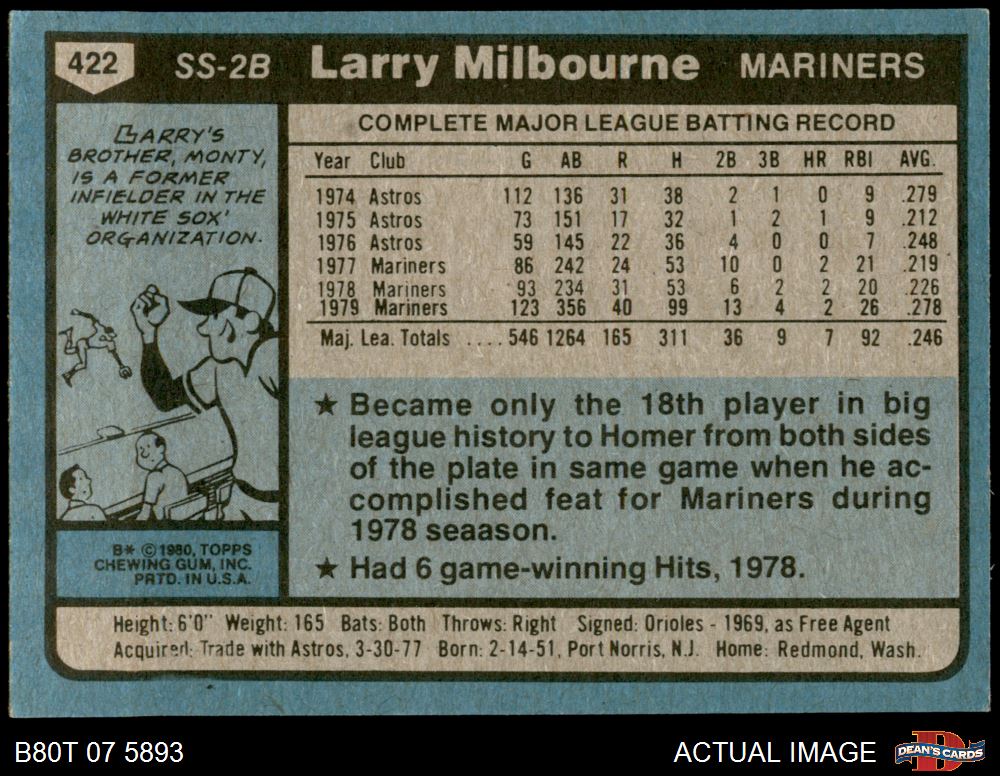 422 SS-2B Larry Milbourne MARINERS
LARRY'S
BROTHER, MONTY,
IS A FORMER
INFIELDER IN THE
WHITE SOX'
ORGANIZATION.
COMPLETE MAJOR LEAGUE BATTING RECORD
Year Club G AB R H 2B 3B HR RBI AVG.
1974 Astros 112 136 31 38 2 1 0 9 .279
1975 Astros 73 151 17 32 1 2 1 9 .212
1976 Astros 59 145 22 36 4 0 0 7 .248
1977 Mariners 86 242 24 53 10 0 2 21 .219
1978 Mariners 93 234 31 53 6 2 2 20 .226
1979 Mariners 123 356 40 99 13 4 2 26 .278
Maj. Lea. Totals .... 546 1264 165 311 36 9 7 92 .246
★ Became only the 18th player in big
league history to Homer from both sides
of the plate in same game when he ac-
complished feat for Mariners during
1978 seaason.
★ Had 6 game-winning Hits, 1978.
B* ©1980, TOPPS
CHEWING GUM, INC.
PRTD. IN U.S.A.
Height: 6'0" Weight: 165 Bats: Both Throws: Right Signed: Orioles - 1969, as Free Agent
Acquired: Trade with Astros, 3-30-77 Born: 2-14-51, Port Norris, N.J. Home: Redmond, Wash.
B80T 07 5893 ACTUAL IMAGE DEAN'S CARDS